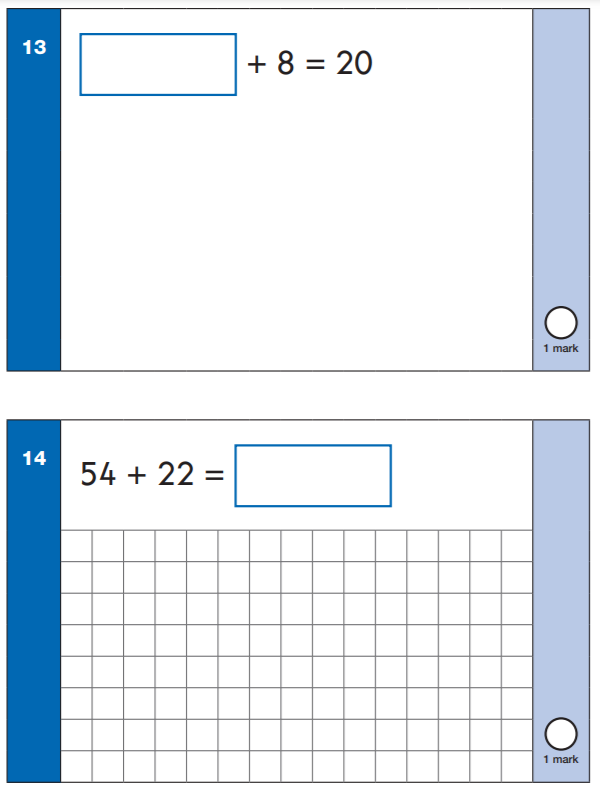 13
+ 8 = 20
1 mark
14
54 + 22 =
1 mark